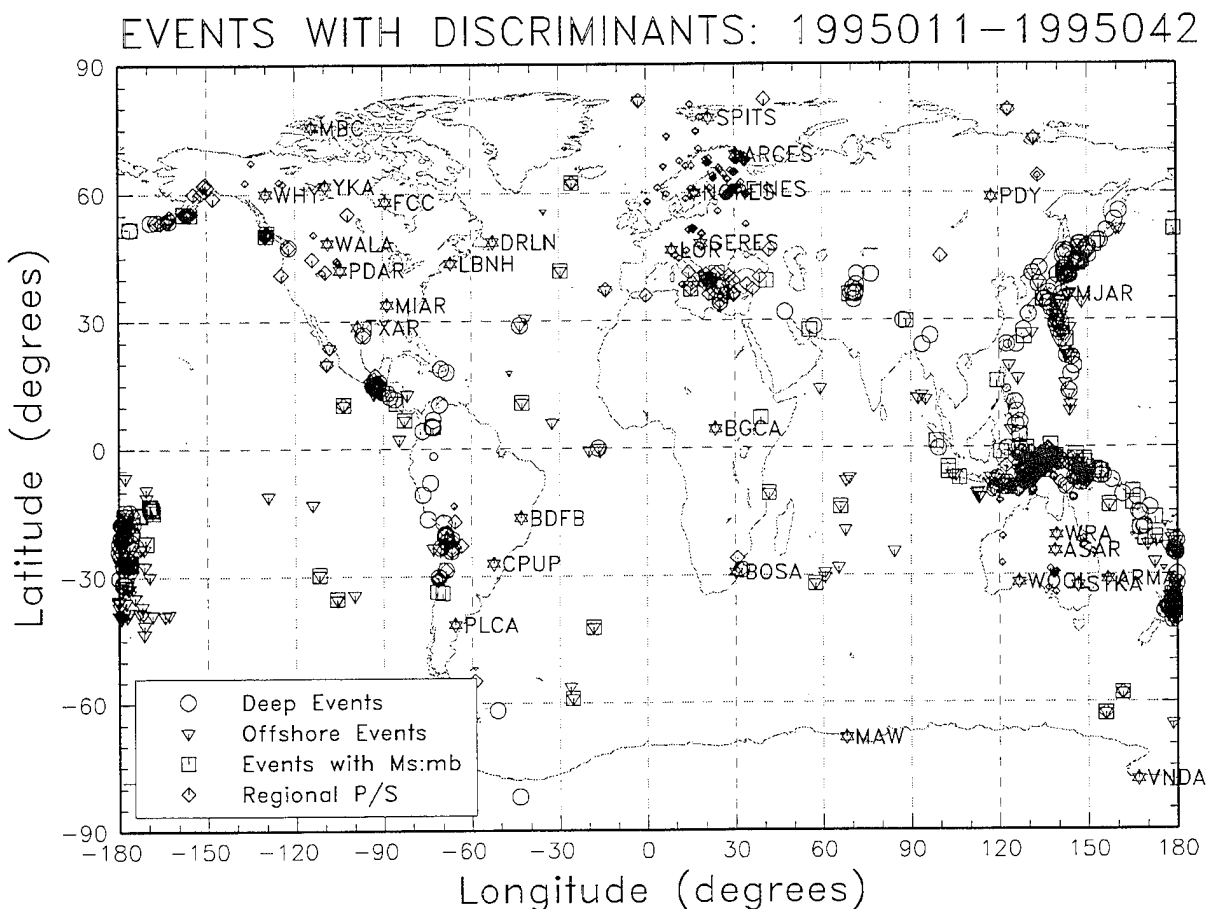 EVENTS WITH DISCRIMINANTS: 1995011-1995042
90
60
30
0
-30
-60
-90
Latitude (degrees)
MBC
SPITS
ARCES
WHY
YKA
FCC
PDY
WALA
DRLN
GERES
LOR
PDAR
LBNH
MIAR
MJAR
TXAR
BGCA
BDFB
WRA
ASAR
CPUP
BOSA
WOOL
STKA
ARMA
PLCA
MAW
VNDA
Deep Events
Offshore Events
Events with Ms:mb
Regional P/S
-180 -150 -120 -90 -60 -30 0 30 60 90 120 150 180
Longitude (degrees)